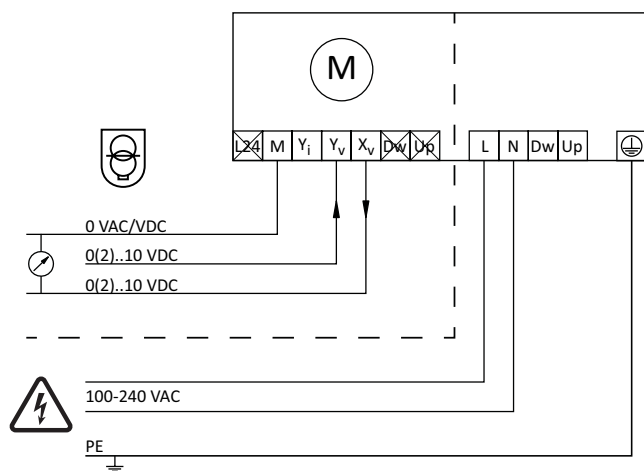 M
L24 M Yi Yv Xv Dw Up L N Dw Up
0 VAC/VDC
0(2)..10 VDC
0(2)..10 VDC
100-240 VAC
PE